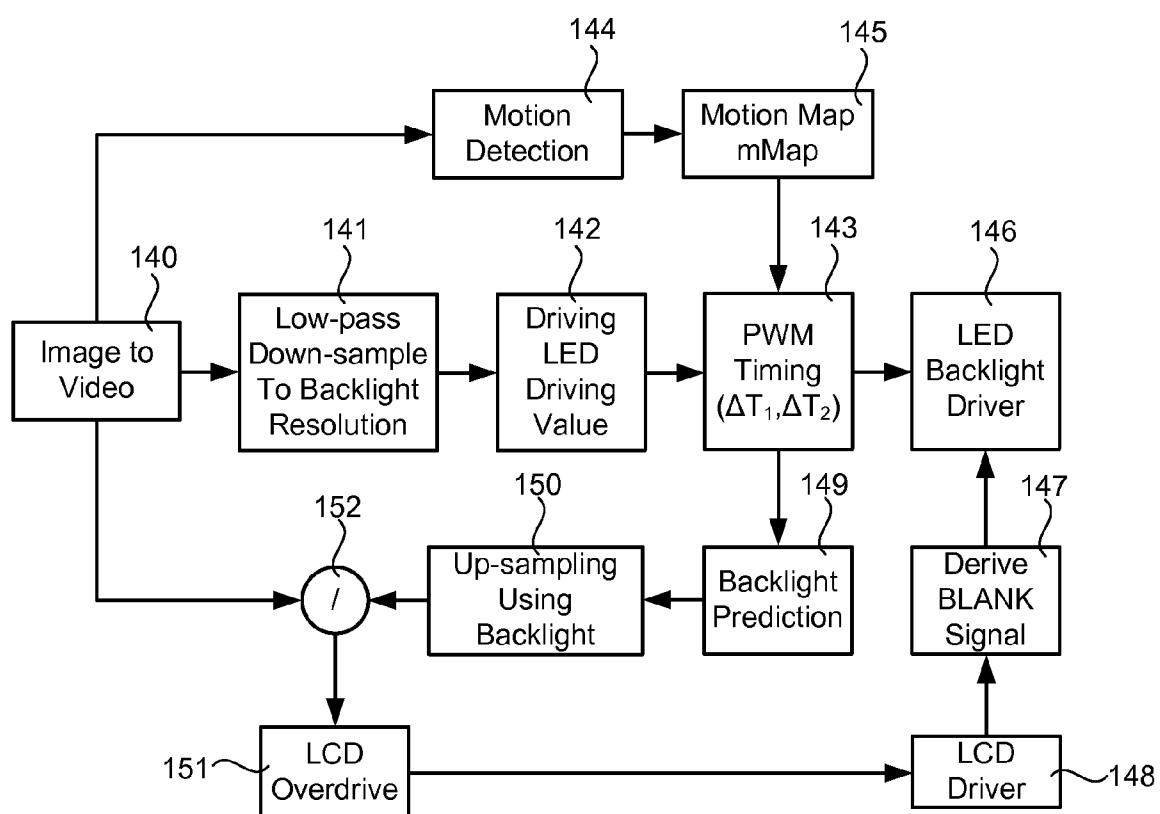 144
145
Motion
Detection
Motion Map
mMap
140
141
142
143
146
Image to
Video
Low-pass
Down-sample
To Backlight
Resolution
Driving
LED
Driving
Value
PWM
Timing
(ΔT₁,ΔT₂)
LED
Backlight
Driver
152
150
149
147
/
Up-sampling
Using
Backlight
Backlight
Prediction
Derive
BLANK
Signal
151
LCD
Overdrive
LCD
Driver
148